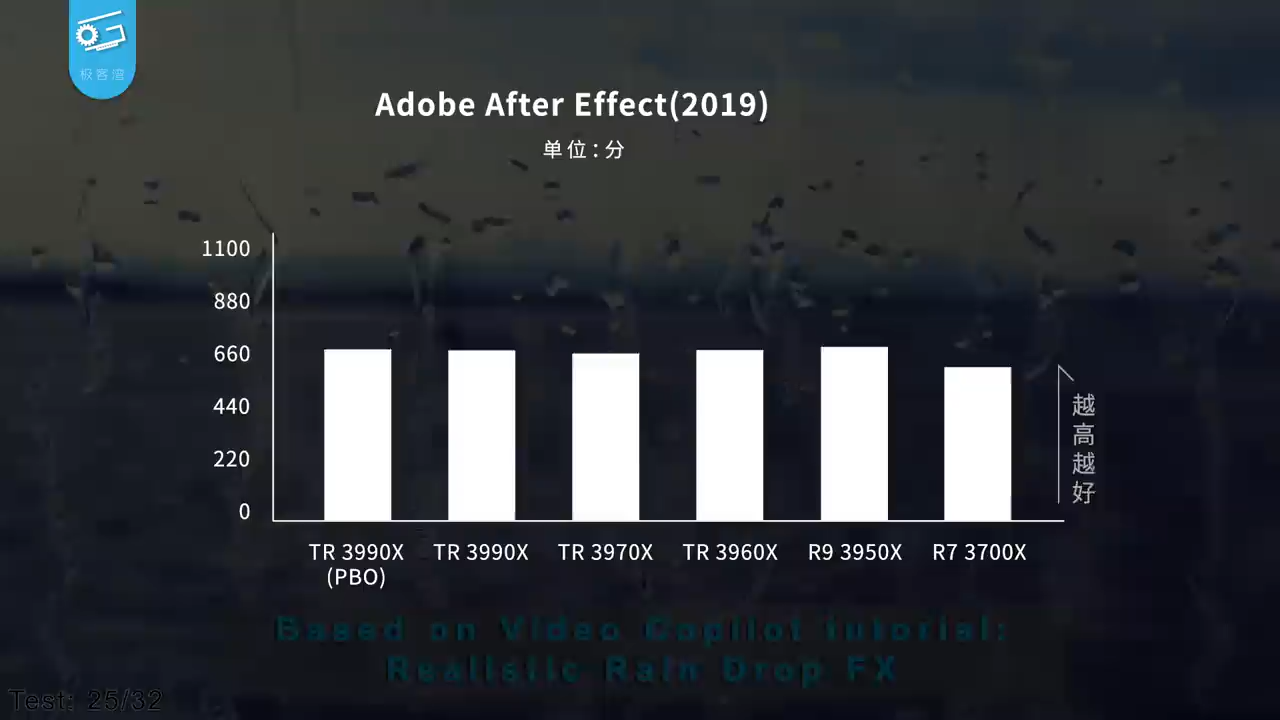 极客湾
Adobe After Effect(2019)
单位:分
1100
880
660
440
220
0
TR 3990X
(PBO)
TR 3990X
TR 3970X
TR 3960X
R9 3950X
R7 3700X
越高越好
Based on Video Copilot tutorial:
Realistic Rain Drop FX
Test: 25/32